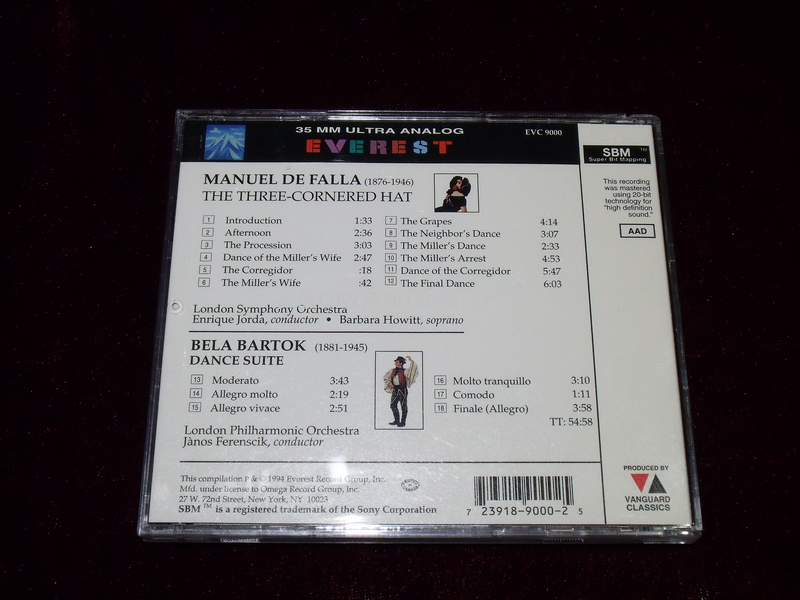 35 MM ULTRA ANALOG
EVEREST
EVC 9000
SBM TM
Super Bit Mapping
This recording
was mastered
using 20-bit
technology for
"high definition
sound."
AAD
MANUEL DE FALLA (1876-1946)
THE THREE-CORNERED HAT
1 Introduction 1:33
2 Afternoon 2:36
3 The Procession 3:03
4 Dance of the Miller's Wife 2:47
5 The Corregidor :18
6 The Miller's Wife :42
7 The Grapes 4:14
8 The Neighbor's Dance 3:07
9 The Miller's Dance 2:33
10 The Miller's Arrest 4:53
11 Dance of the Corregidor 5:47
12 The Final Dance 6:03
London Symphony Orchestra
Enrique Jorda, conductor • Barbara Howitt, soprano
BELA BARTOK (1881-1945)
DANCE SUITE
13 Moderato 3:43
14 Allegro molto 2:19
15 Allegro vivace 2:51
16 Molto tranquillo 3:10
17 Comodo 1:11
18 Finale (Allegro) 3:58
TT: 54:58
London Philharmonic Orchestra
Jànos Ferenscik, conductor
This compilation P & © 1994 Everest Record Group, Inc.
Mfd. under license to Omega Record Group, Inc.
27 W. 72nd Street, New York, NY 10023
SBM TM is a registered trademark of the Sony Corporation
7 23918-9000-2 5
PRODUCED BY
VANGUARD
CLASSICS